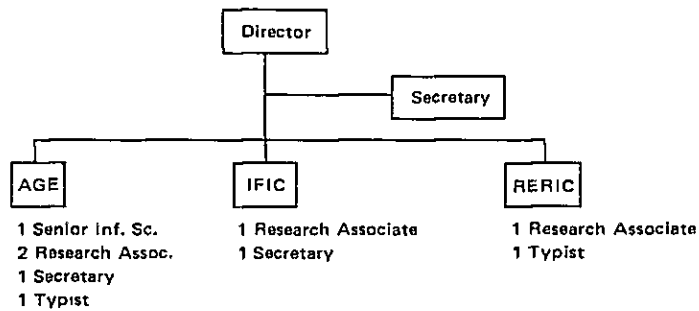 Director
Secretary
AGE
1 Senior Inf. Sc.
2 Research Assoc.
1 Secretary
1 Typist
IFIC
1 Research Associate
1 Secretary
RERIC
1 Research Associate
1 Typist